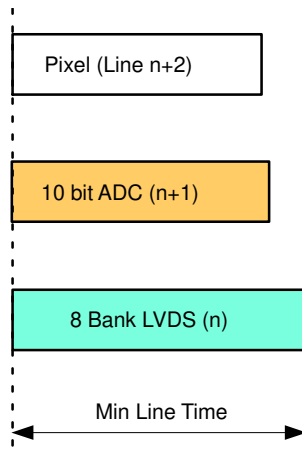 Pixel (Line n+2)
10 bit ADC (n+1)
8 Bank LVDS (n)
Min Line Time